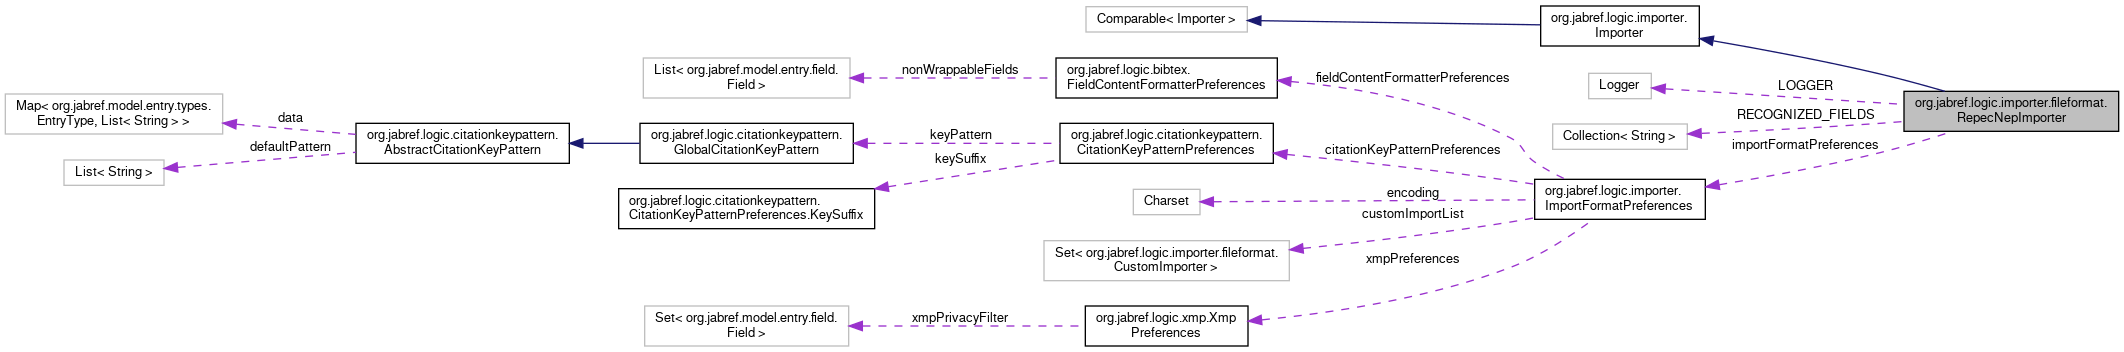 Comparable< Importer >
org.jabref.logic.importer.
Importer
List< org.jabref.model.entry.field.
Field >
nonWrappableFields
org.jabref.logic.bibtex.
FieldContentFormatterPreferences
fieldContentFormatterPreferences
Logger
LOGGER
org.jabref.logic.importer.fileformat.
RepecNepImporter
Map< org.jabref.model.entry.types.
EntryType, List< String > >
data
defaultPattern
List< String >
org.jabref.logic.citationkeypattern.
AbstractCitationKeyPattern
org.jabref.logic.citationkeypattern.
GlobalCitationKeyPattern
keyPattern
keySuffix
org.jabref.logic.citationkeypattern.
CitationKeyPatternPreferences
citationKeyPatternPreferences
Collection< String >
RECOGNIZED_FIELDS
importFormatPreferences
org.jabref.logic.citationkeypattern.
CitationKeyPatternPreferences.KeySuffix
Charset
encoding
customImportList
org.jabref.logic.importer.
ImportFormatPreferences
Set< org.jabref.logic.importer.fileformat.
CustomImporter >
xmpPreferences
Set< org.jabref.model.entry.field.
Field >
xmpPrivacyFilter
org.jabref.logic.xmp.Xmp
Preferences